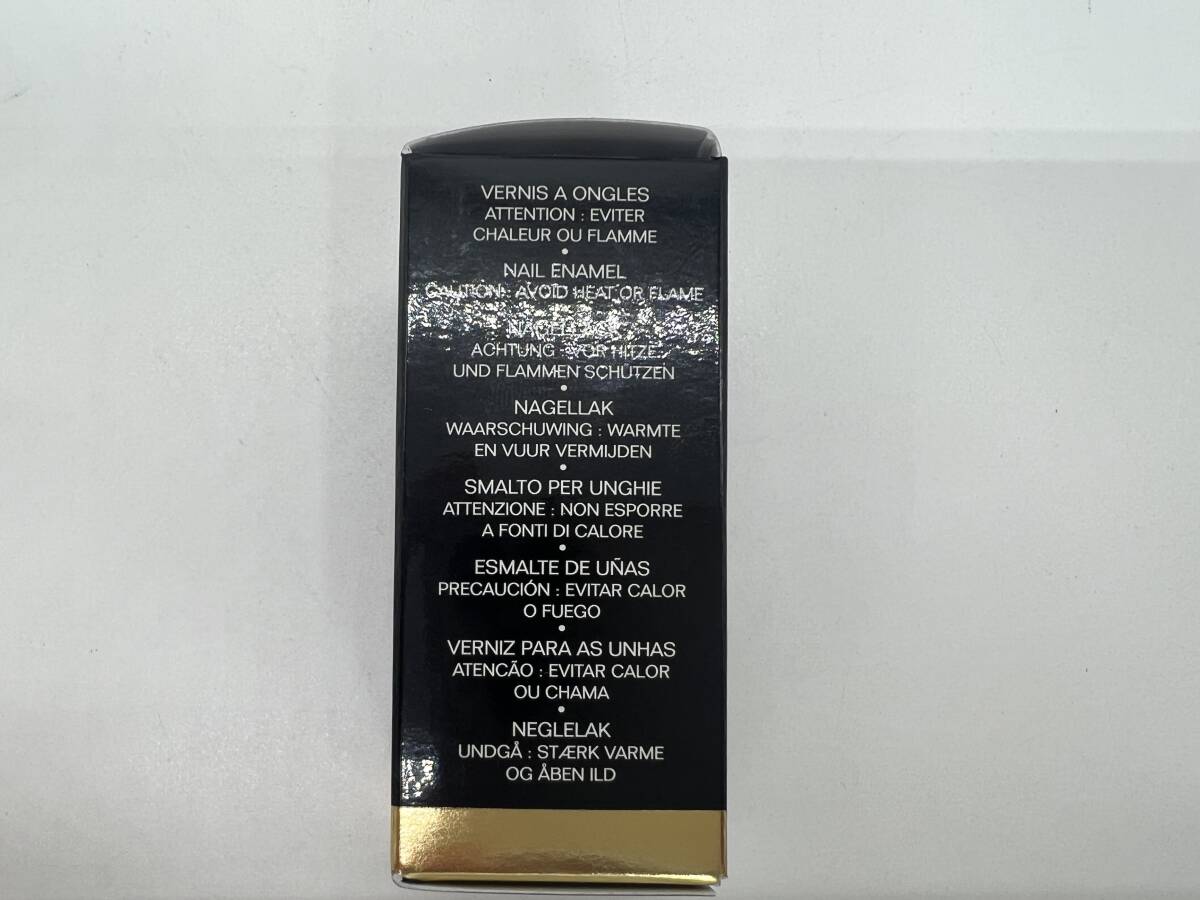 VERNIS A ONGLES
ATTENTION : EVITER
CHALEUR OU FLAMME
NAIL ENAMEL
CAUTION : AVOID HEAT OR FLAME
NAGELLACK
ACHTUNG : VOR HITZE
UND FLAMMEN SCHÜTZEN
NAGELLAK
WAARSCHUWING : WARMTE
EN VUUR VERMIJDEN
SMALTO PER UNGHIE
ATTENZIONE : NON ESPORRE
A FONTI DI CALORE
ESMALTE DE UÑAS
PRECAUCIÓN : EVITAR CALOR
O FUEGO
VERNIZ PARA AS UNHAS
ATENCÃO : EVITAR CALOR
OU CHAMA
NEGLELAK
UNDGÅ : STÆRK VARME
OG ÅBEN ILD